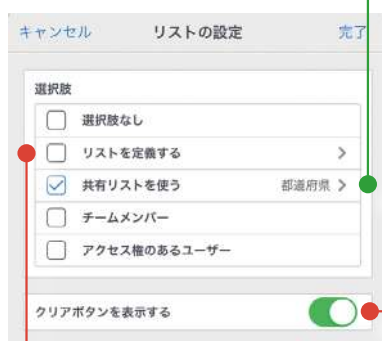 キャンセル リストの設定 完了
選択肢
選択肢なし
リストを定義する
共有リストを使う 都道府県
チームメンバー
アクセス権のあるユーザー
クリアボタンを表示する